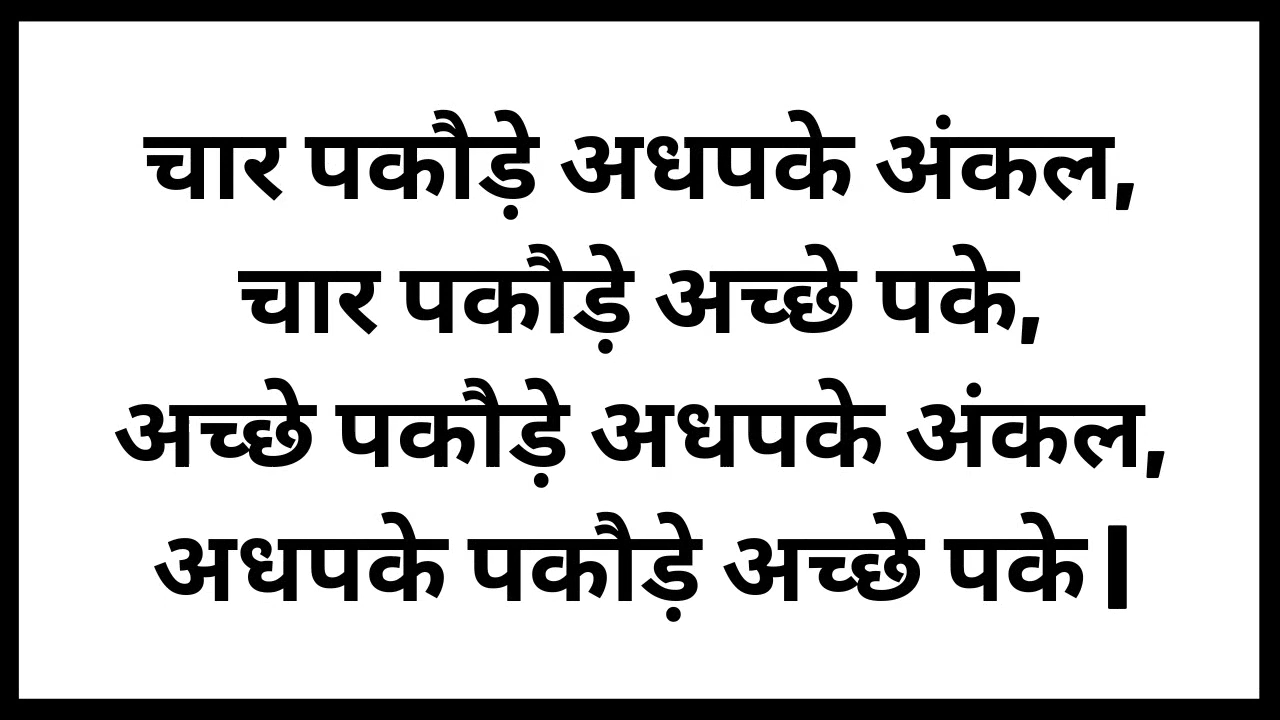 चार पकौड़े अधपके अंकल,
चार पकौड़े अच्छे पके,
अच्छे पकौड़े अधपके अंकल,
अधपके पकौड़े अच्छे पके।